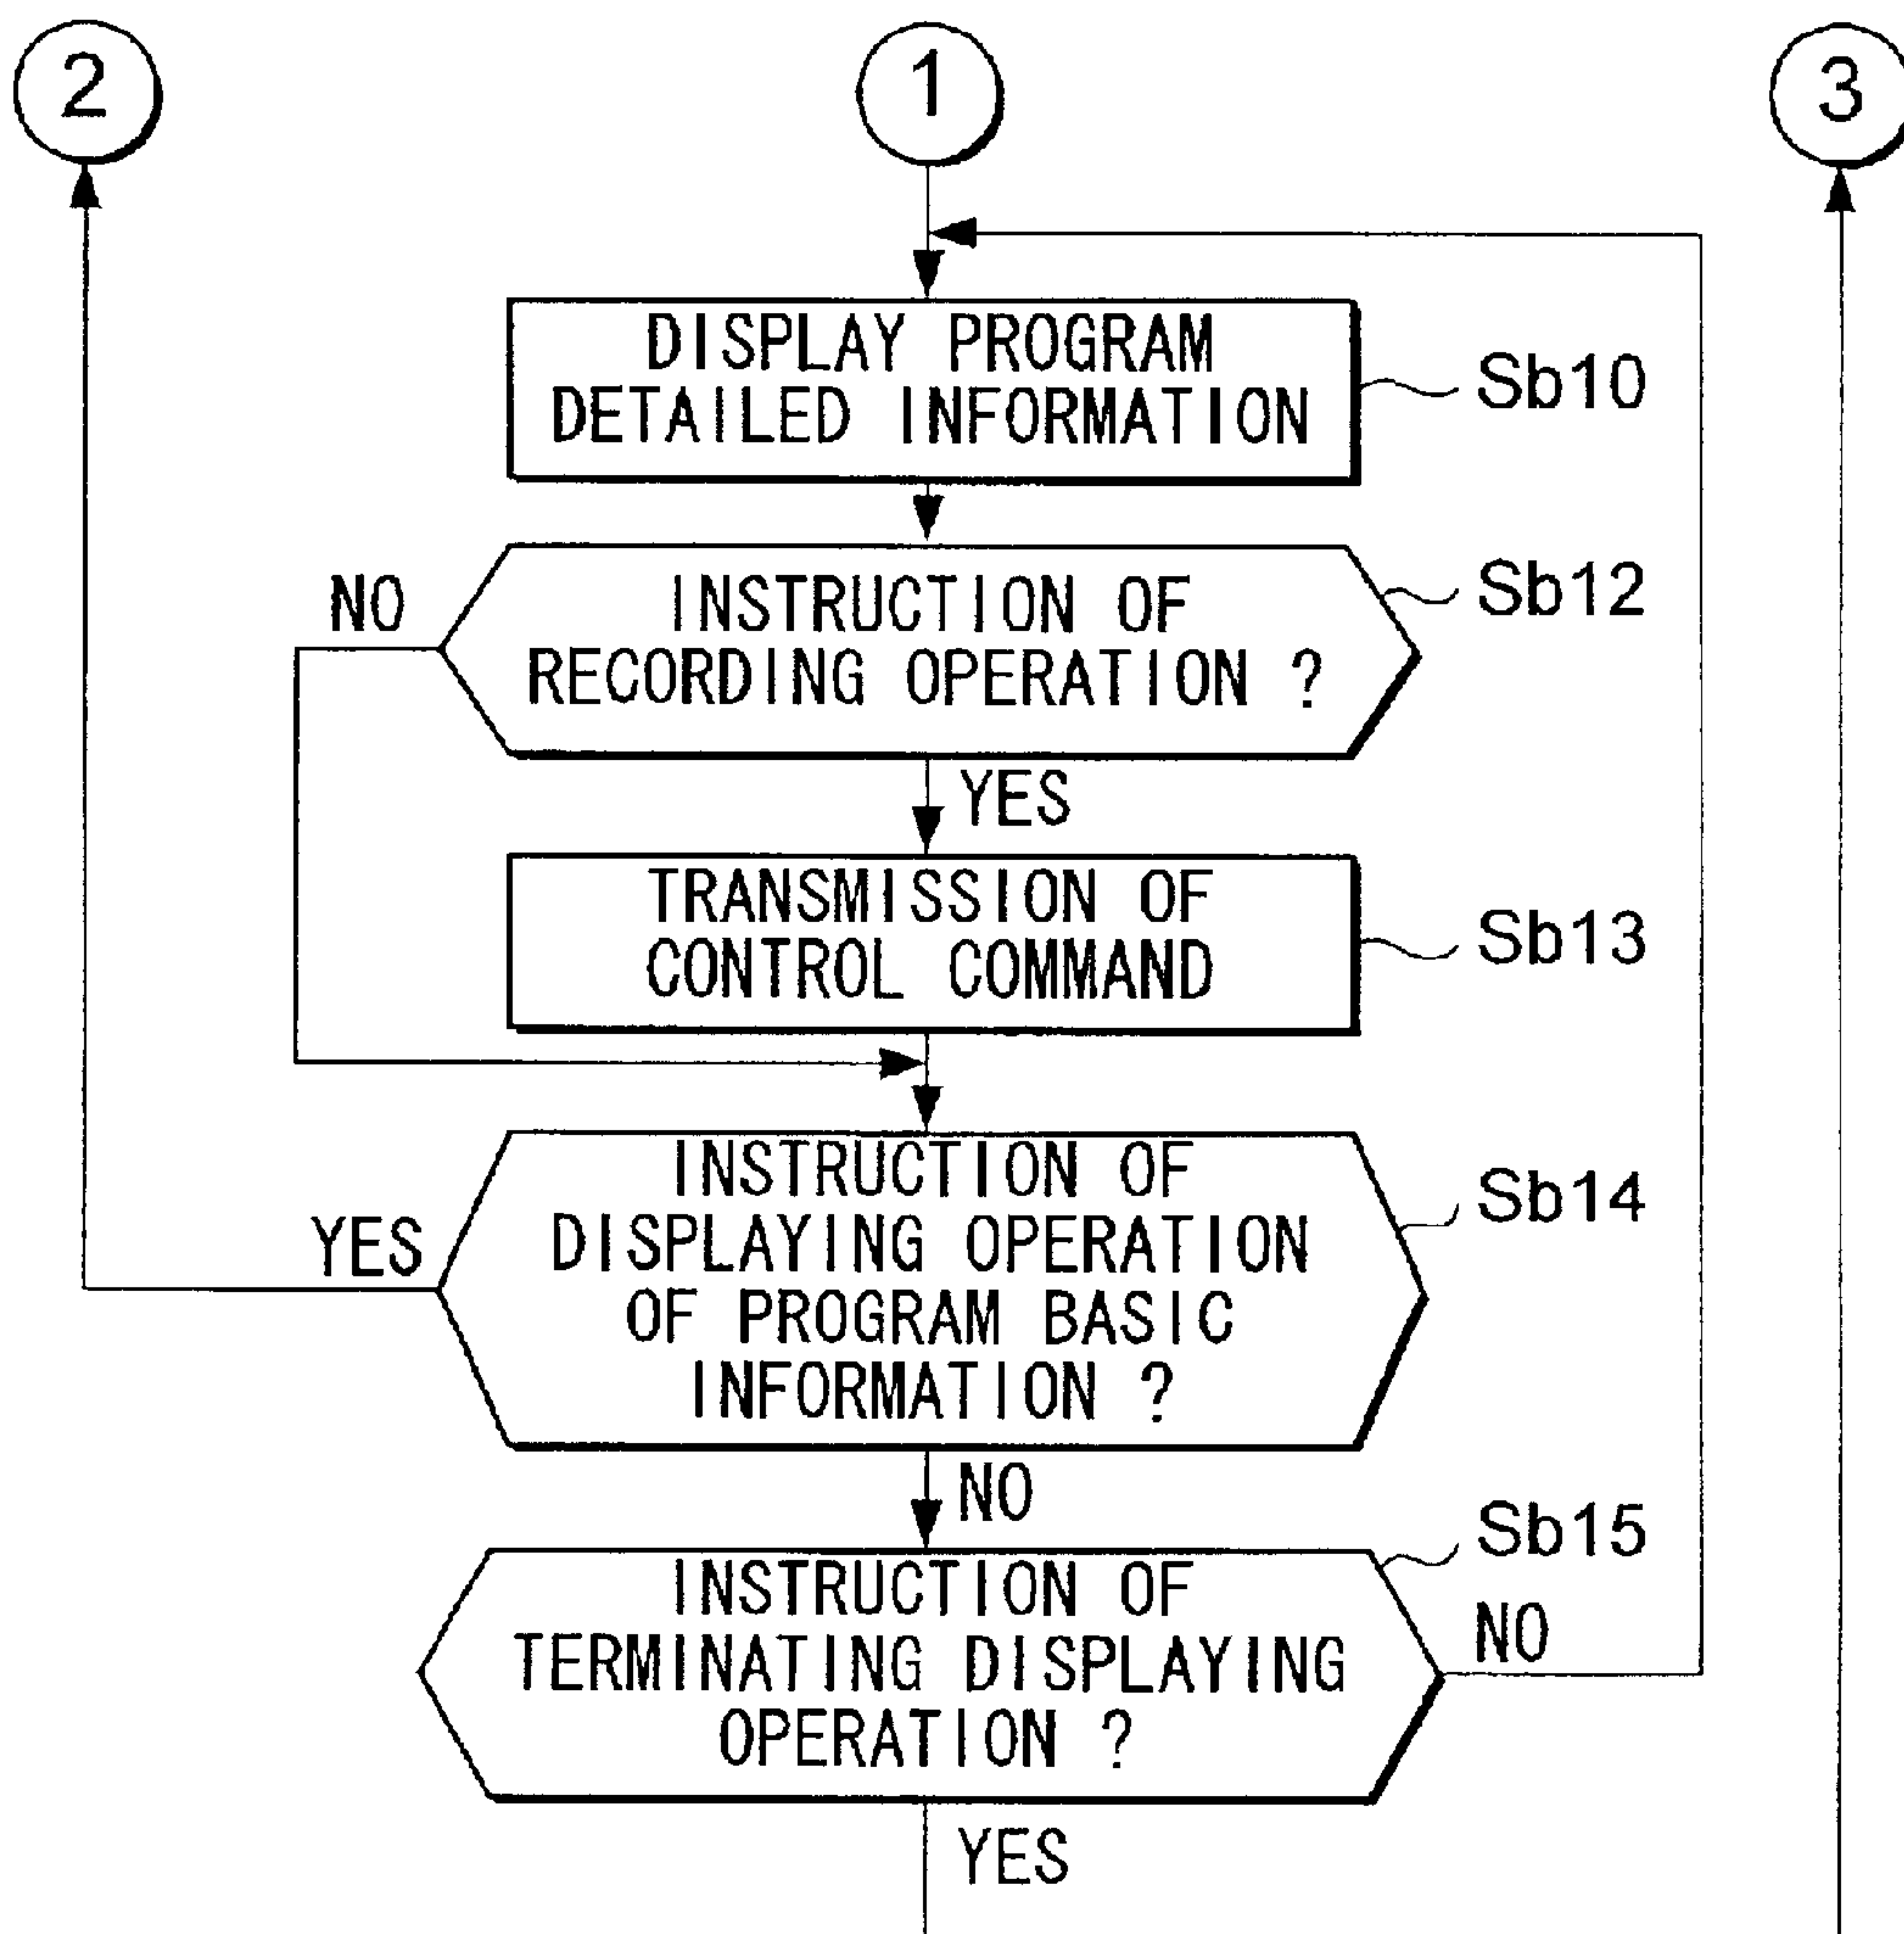 2
1
3
DISPLAY PROGRAM
DETAILED INFORMATION
Sb10
NO
INSTRUCTION OF
RECORDING OPERATION ?
Sb12
YES
TRANSMISSION OF
CONTROL COMMAND
Sb13
YES
INSTRUCTION OF
DISPLAYING OPERATION
OF PROGRAM BASIC
INFORMATION ?
Sb14
NO
INSTRUCTION OF
TERMINATING DISPLAYING
OPERATION ?
Sb15
NO
YES